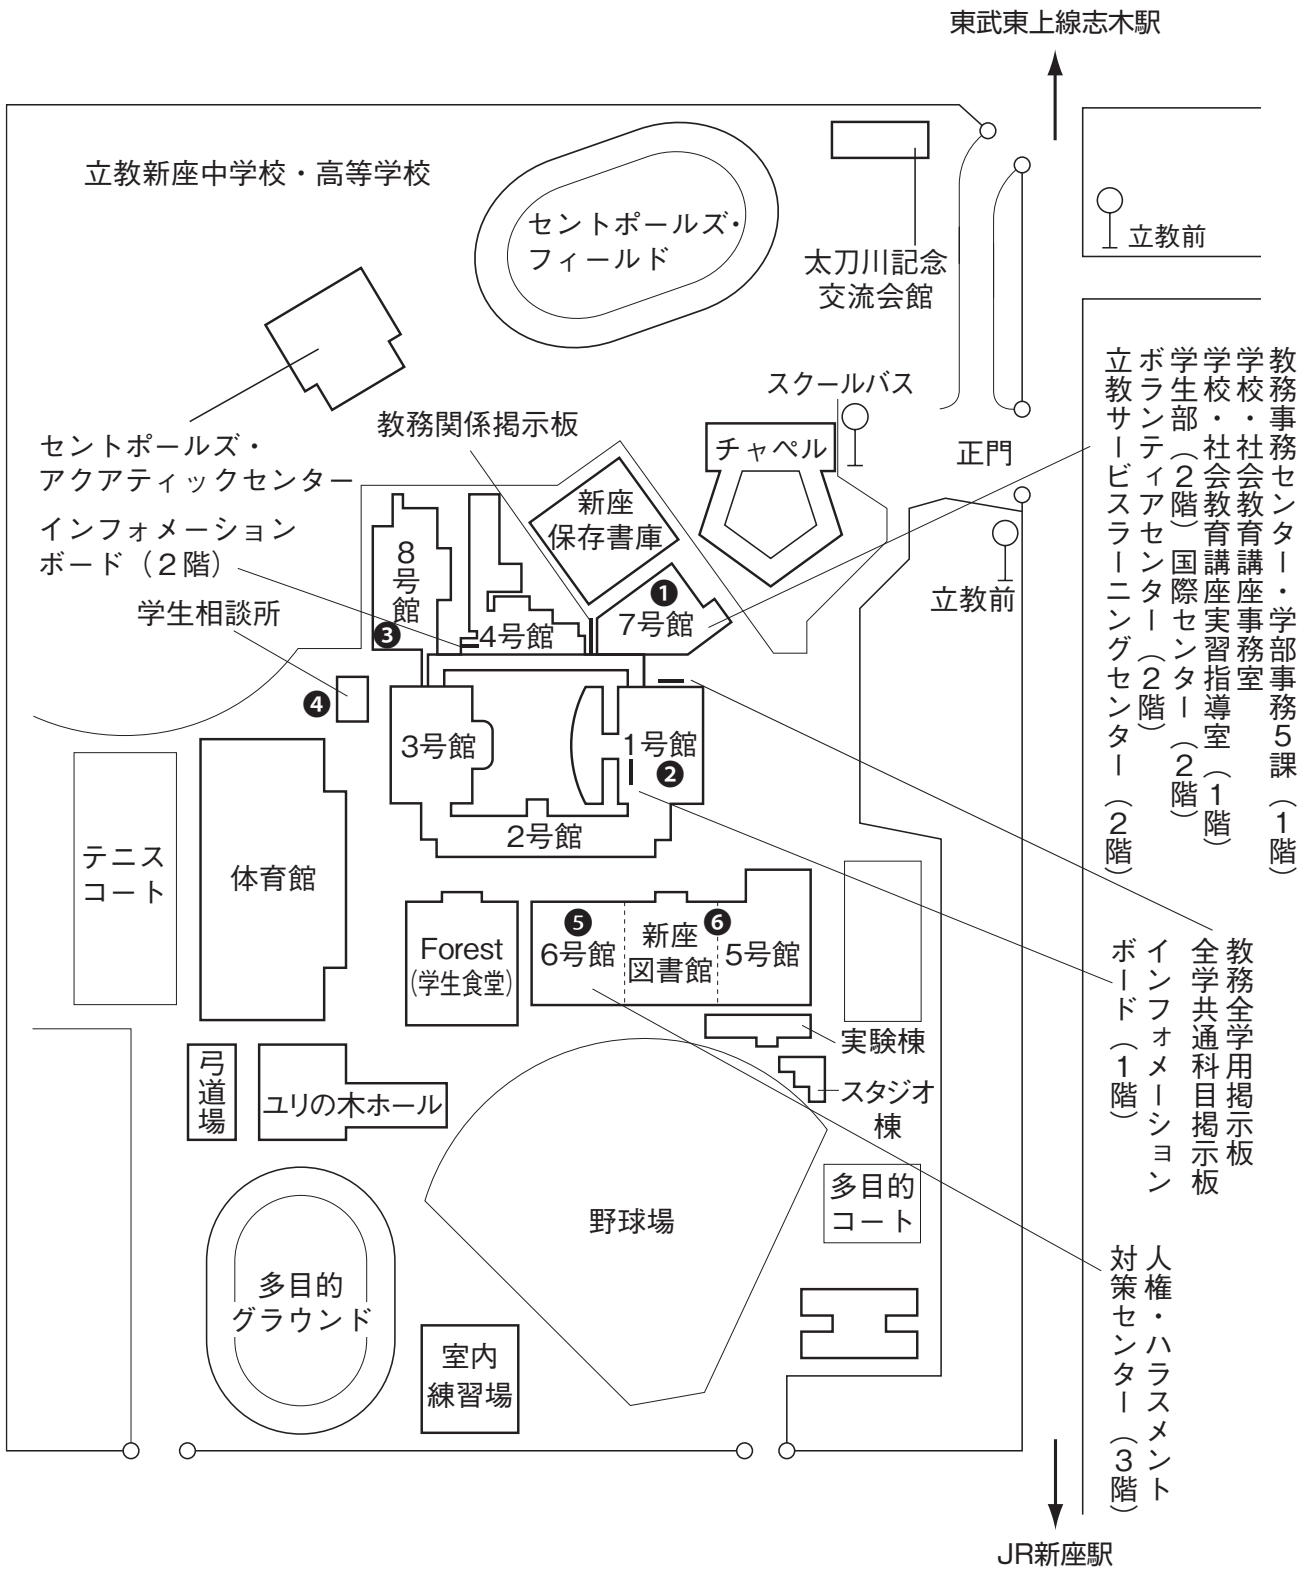 東武東上線志木駅
立教新座中学校・高等学校
セントポールズ・
フィールド
太刀川記念
交流会館
立教前
スクールバス
教務関係掲示板
チャペル
正門
セントポールズ・
アクアティックセンター
インフォメーション
ボード（2階）
学生相談所
新座
保存書庫
8号館
❸
4号館
❶
7号館
立教前
❹
3号館
1号館
❷
2号館
テニス
コート
体育館
Forest
(学生食堂)
❺
6号館
新座
図書館
❻
5号館
実験棟
スタジオ
棟
弓道場
ユリの木ホール
多目的
コート
野球場
多目的
グラウンド
室内
練習場
教務事務センター・学部事務5課（1階）
学校・社会教育講座事務室
学校・社会教育講座実習指導室（1階）
学生部（2階）国際センター（2階）
ボランティアセンター（2階）
立教サービスラーニングセンター（2階）
教務全学用掲示板
全学共通科目掲示板
インフォメーション
ボード（1階）
人権・ハラスメント
対策センター（3階）
JR新座駅